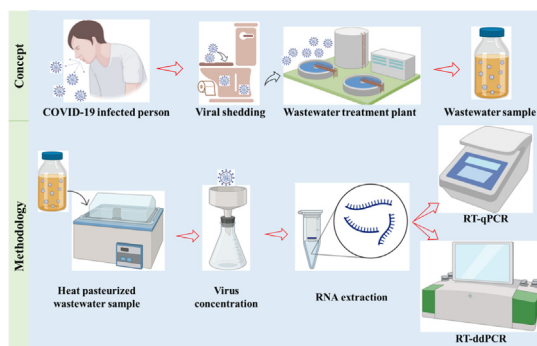 Concept
COVID-19 infected person
Viral shedding
Wastewater treatment plant
Wastewater sample
Methodology
Heat pasteurized
wastewater sample
Virus
concentration
RNA extraction
RT-qPCR
RT-ddPCR